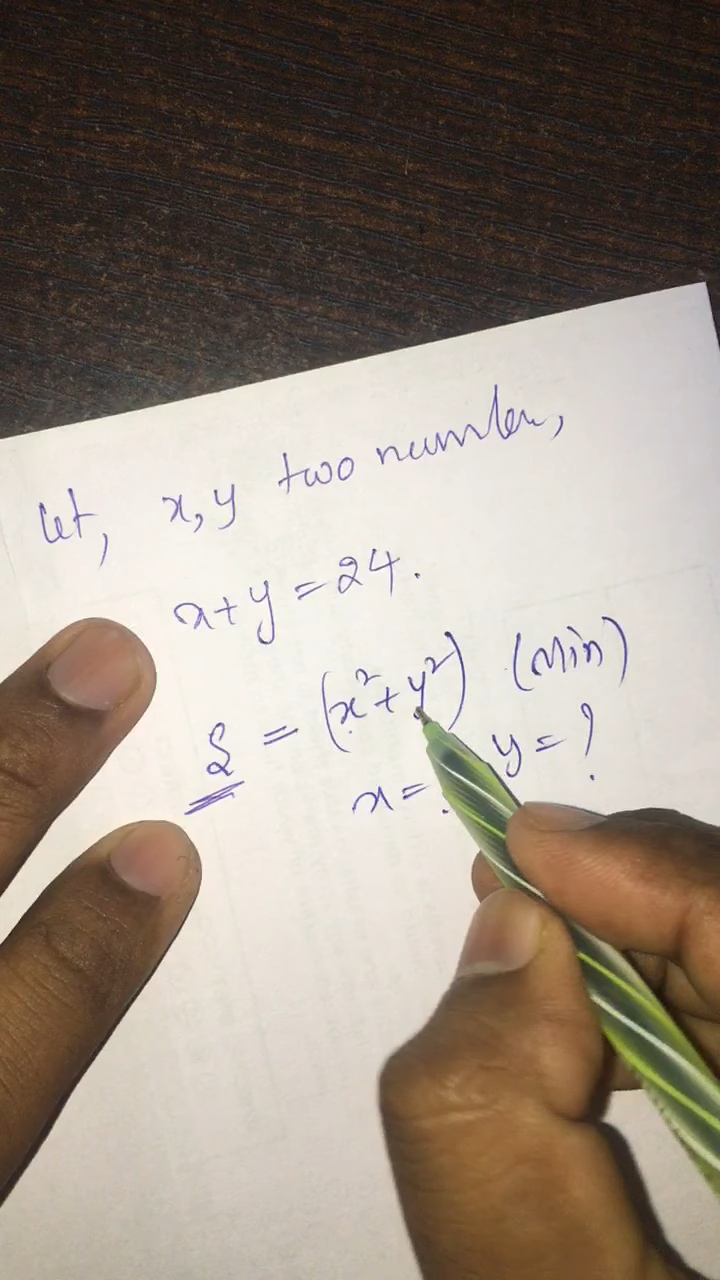 Let, x, y two number,
x + y = 24.
S = (x² + y²) (Min)
x = ? y = ?